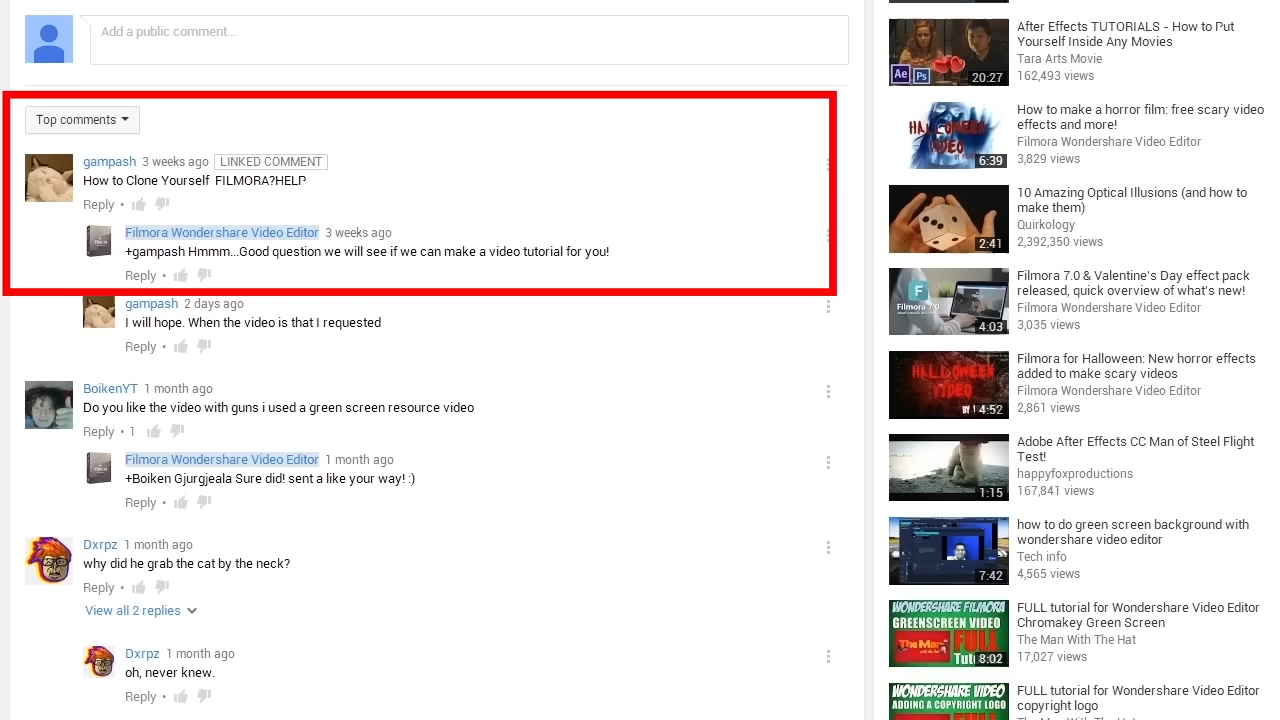 Add a public comment...
Top comments
gampash 3 weeks ago LINKED COMMENT
How to Clone Yourself FILMORA?HELP
Reply •
Filmora Wondershare Video Editor 3 weeks ago
+gampash Hmmm...Good question we will see if we can make a video tutorial for you!
Reply •
gampash 2 days ago
I will hope. When the video is that I requested
Reply •
BoikenYT 1 month ago
Do you like the video with guns i used a green screen resource video
Reply • 1
Filmora Wondershare Video Editor 1 month ago
+Boiken Gjurgjeala Sure did! sent a like your way! :)
Reply •
Dxrpz 1 month ago
why did he grab the cat by the neck?
Reply •
View all 2 replies
Dxrpz 1 month ago
oh, never knew.
Reply •
Ae Ps 20:27
After Effects TUTORIALS - How to Put
Yourself Inside Any Movies
Tara Arts Movie
162,493 views
HALLOWEEN
VIDEO
6:39
How to make a horror film: free scary video
effects and more!
Filmora Wondershare Video Editor
3,829 views
2:41
10 Amazing Optical Illusions (and how to
make them)
Quirkology
2,392,350 views
Filmora 7.0
4:03
Filmora 7.0 & Valentine's Day effect pack
released, quick overview of what's new!
Filmora Wondershare Video Editor
3,035 views
HALLOWEEN
VIDEO
4:52
Filmora for Halloween: New horror effects
added to make scary videos
Filmora Wondershare Video Editor
2,861 views
1:15
Adobe After Effects CC Man of Steel Flight
Test!
happyfoxproductions
167,841 views
7:42
how to do green screen background with
wondershare video editor
Tech info
4,565 views
WONDERSHARE FILMORA
GREENSCREEN VIDEO
The Man FULL
with the hat
8:02
FULL tutorial for Wondershare Video Editor
Chromakey Green Screen
The Man With The Hat
17,027 views
WONDERSHARE VIDEO
ADDING A COPYRIGHT LOGO
FULL tutorial for Wondershare Video Editor
copyright logo